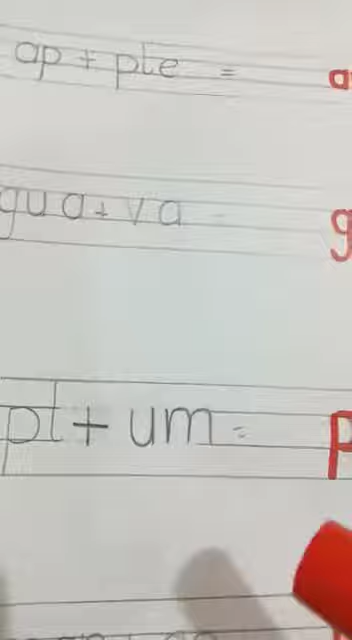 ap + ple = a
gua + va g
pl + um = p